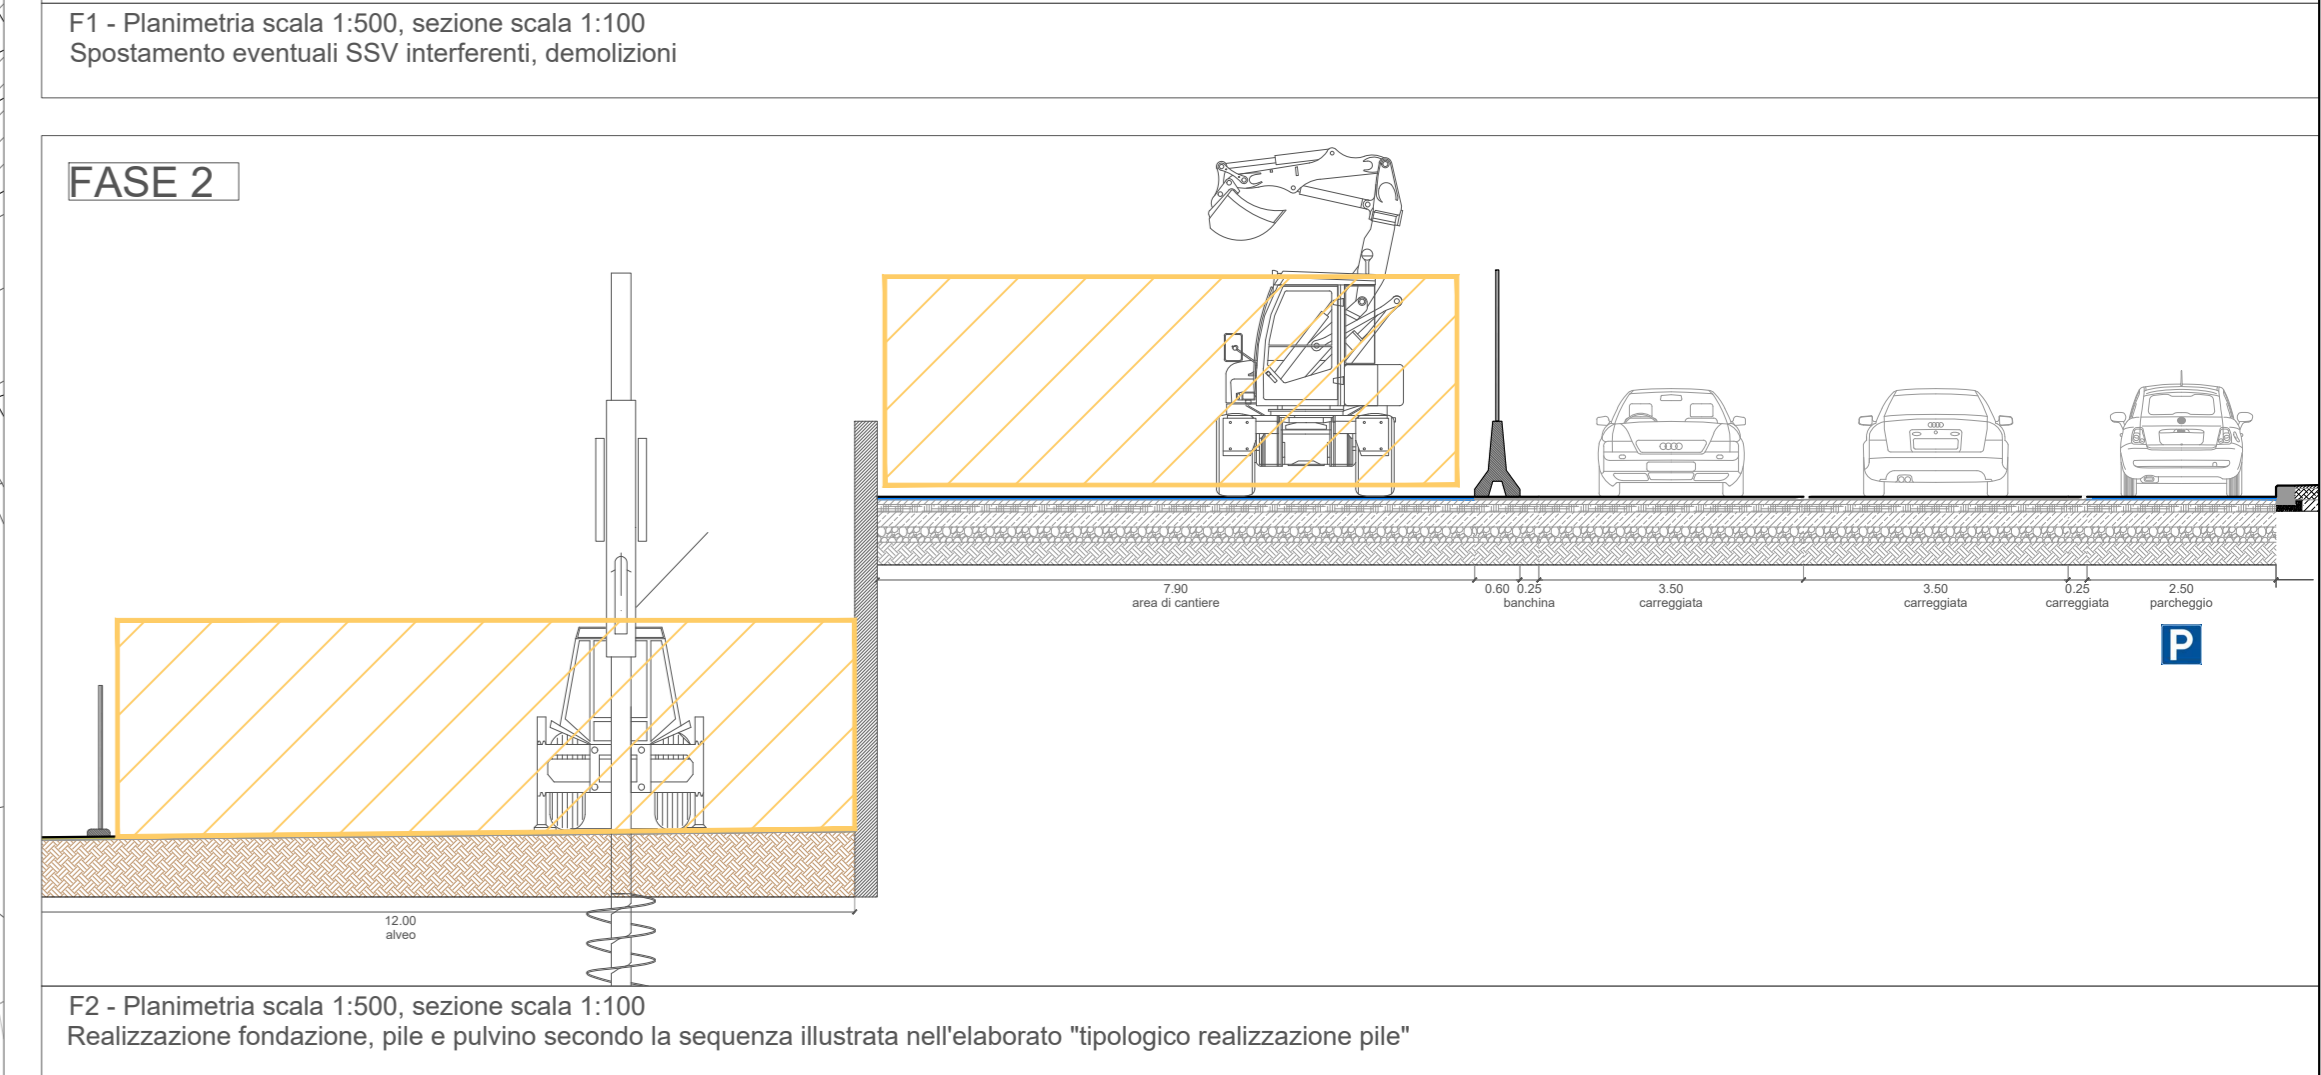 F1 - Planimetria scala 1:500, sezione scala 1:100
Spostamento eventuali SSV interferenti, demolizioni
FASE 2
7.90
area di cantiere
0.60 0.25
banchina
3.50
carreggiata
3.50
carreggiata
0.25
carreggiata
2.50
parcheggio
P
12.00
alveo
F2 - Planimetria scala 1:500, sezione scala 1:100
Realizzazione fondazione, pile e pulvino secondo la sequenza illustrata nell'elaborato "tipologico realizzazione pile"